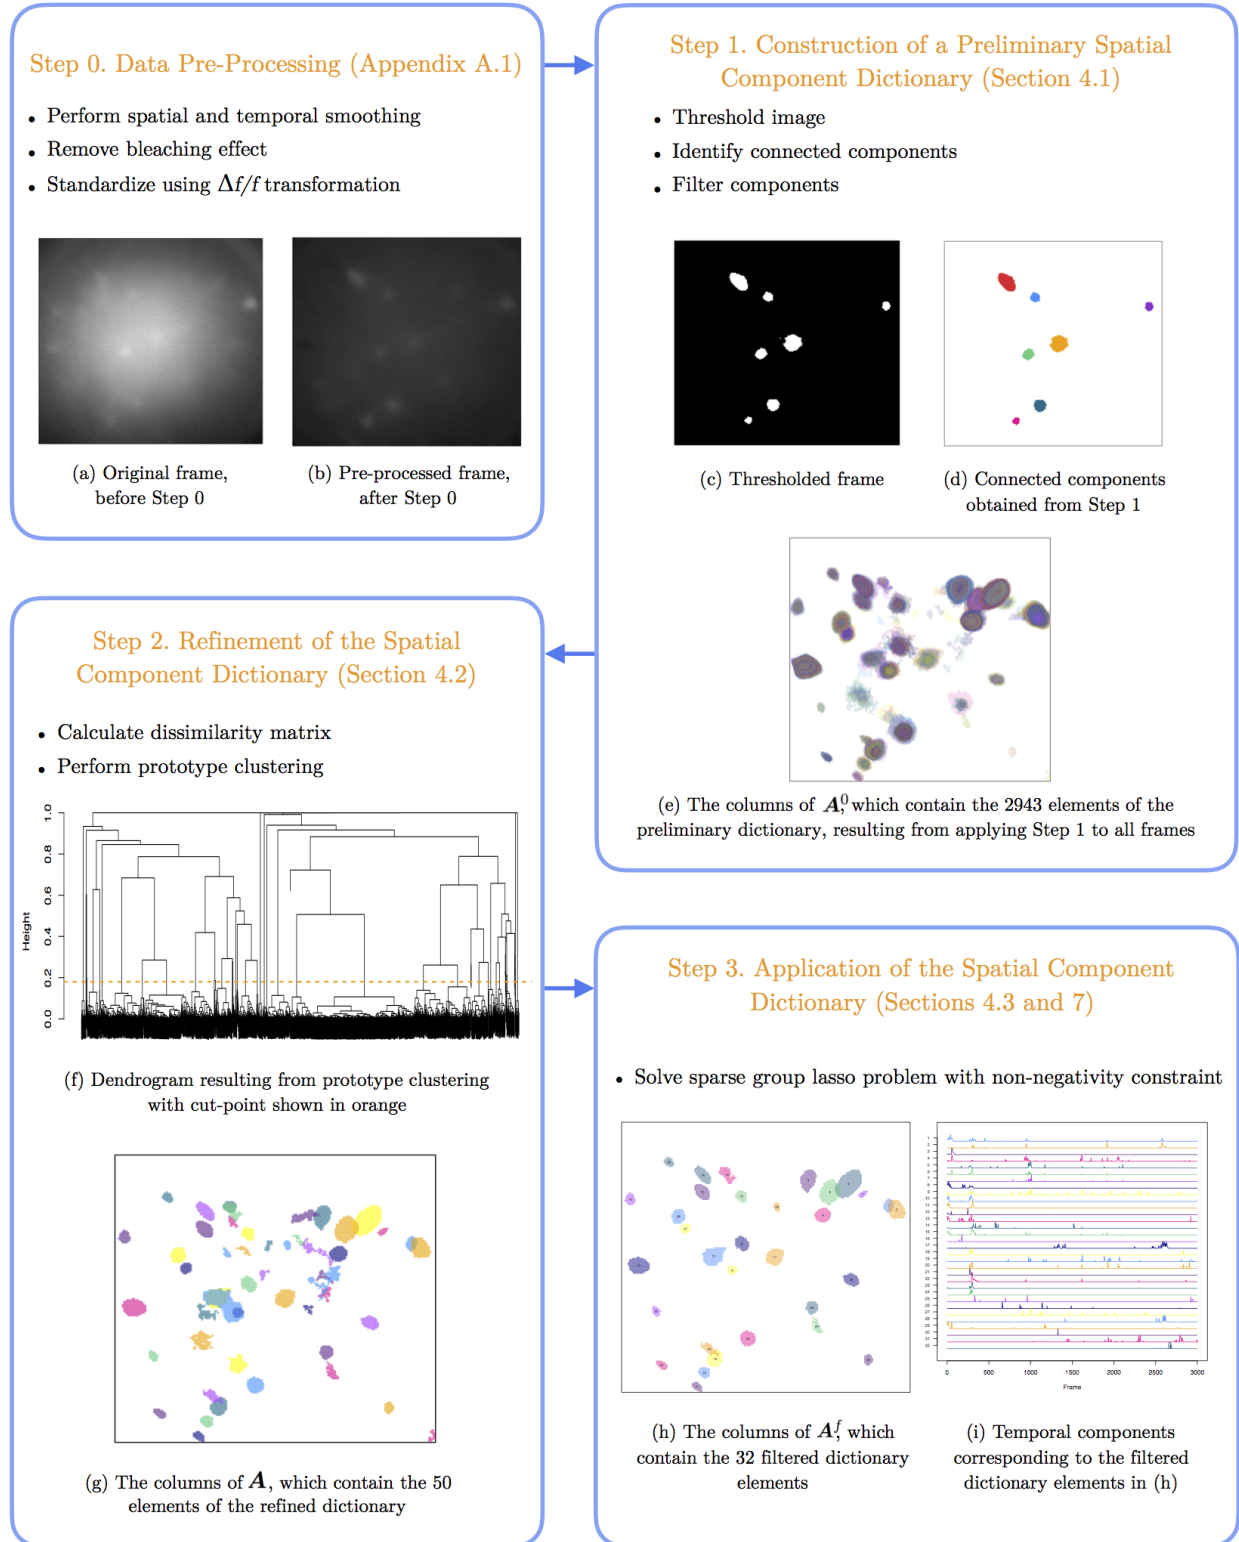 Step 0. Data Pre-Processing (Appendix A.1)
• Perform spatial and temporal smoothing
• Remove bleaching effect
• Standardize using Δf/f transformation
(a) Original frame,
before Step 0
(b) Pre-processed frame,
after Step 0
Step 1. Construction of a Preliminary Spatial
Component Dictionary (Section 4.1)
• Threshold image
• Identify connected components
• Filter components
(c) Thresholded frame
(d) Connected components
obtained from Step 1
(e) The columns of A⁰, which contain the 2943 elements of the
preliminary dictionary, resulting from applying Step 1 to all frames
Step 2. Refinement of the Spatial
Component Dictionary (Section 4.2)
• Calculate dissimilarity matrix
• Perform prototype clustering
Height
1.0
0.8
0.6
0.4
0.2
0.0
(f) Dendrogram resulting from prototype clustering
with cut-point shown in orange
(g) The columns of A, which contain the 50
elements of the refined dictionary
Step 3. Application of the Spatial Component
Dictionary (Sections 4.3 and 7)
• Solve sparse group lasso problem with non-negativity constraint
(h) The columns of Aᶠ, which
contain the 32 filtered dictionary
elements
0 500 1000 1500 2000 2500 3000
Frame
(i) Temporal components
corresponding to the filtered
dictionary elements in (h)